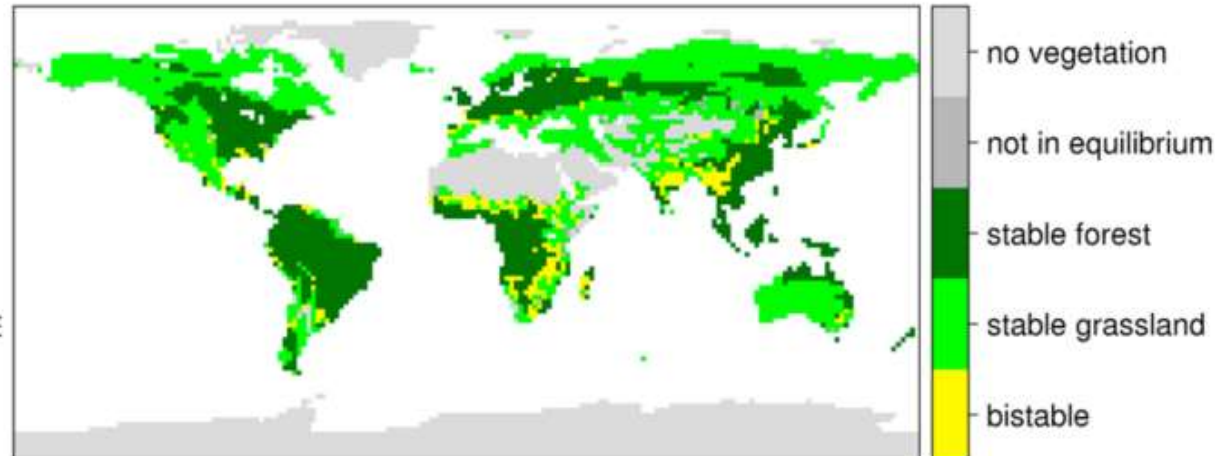 no vegetation
not in equilibrium
stable forest
stable grassland
bistable